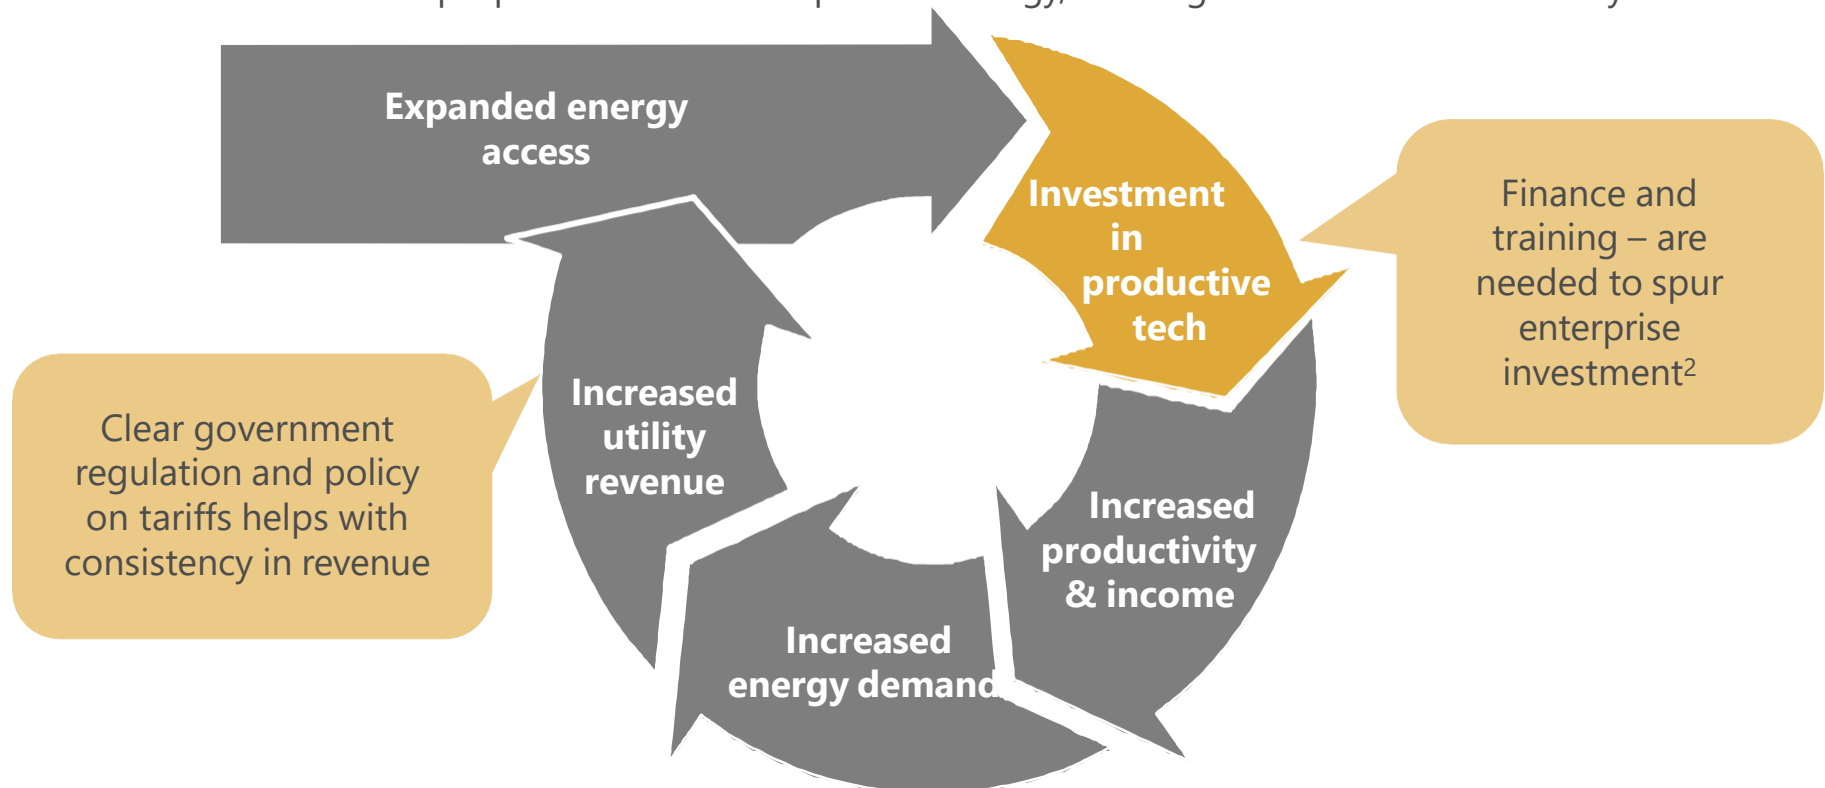 Expanded energy
access
Investment
in
productive
tech
Finance and
training – are
needed to spur
enterprise
investment²
Increased
productivity
& income
Increased
energy demand
Increased
utility
revenue
Clear government
regulation and policy
on tariffs helps with
consistency in revenue